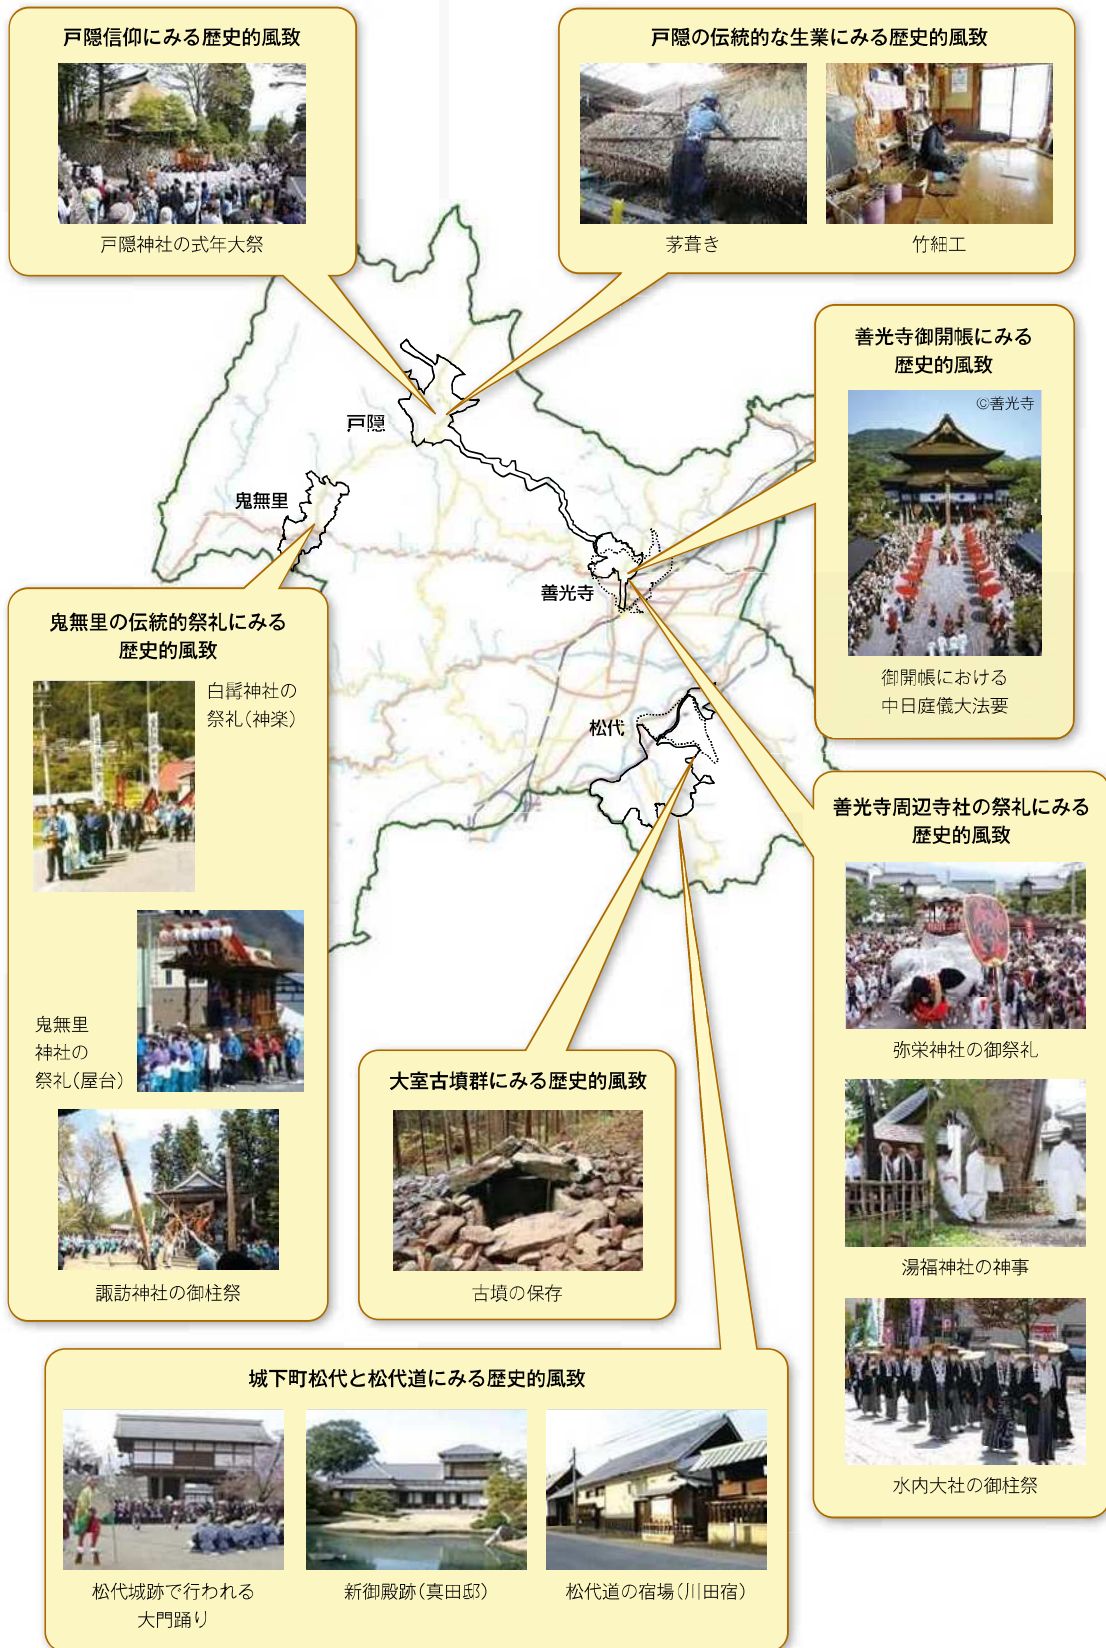 戸隠信仰にみる歴史的風致
戸隠神社の式年大祭
戸隠の伝統的な生業にみる歴史的風致
茅葺き
竹細工
善光寺御開帳にみる
歴史的風致
©善光寺
御開帳における
中日庭儀大法要
戸隠
鬼無里
善光寺
松代
鬼無里の伝統的祭礼にみる
歴史的風致
白髯神社の
祭礼(神楽)
鬼無里
神社の
祭礼(屋台)
諏訪神社の御柱祭
善光寺周辺寺社の祭礼にみる
歴史的風致
弥栄神社の御祭礼
湯福神社の神事
水内大社の御柱祭
大室古墳群にみる歴史的風致
古墳の保存
城下町松代と松代道にみる歴史的風致
松代城跡で行われる
大門踊り
新御殿跡(真田邸)
松代道の宿場(川田宿)